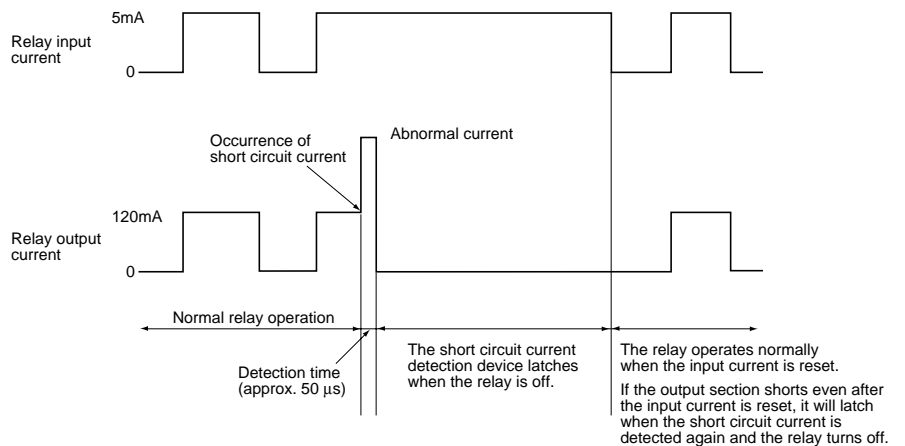 5mA
Relay input
current
0
Occurrence of
short circuit current
Abnormal current
120mA
Relay output
current
0
Normal relay operation
Detection time
(approx. 50 μs)
The short circuit current
detection device latches
when the relay is off.
The relay operates normally
when the input current is reset.
If the output section shorts even after
the input current is reset, it will latch
when the short circuit current is
detected again and the relay turns off.